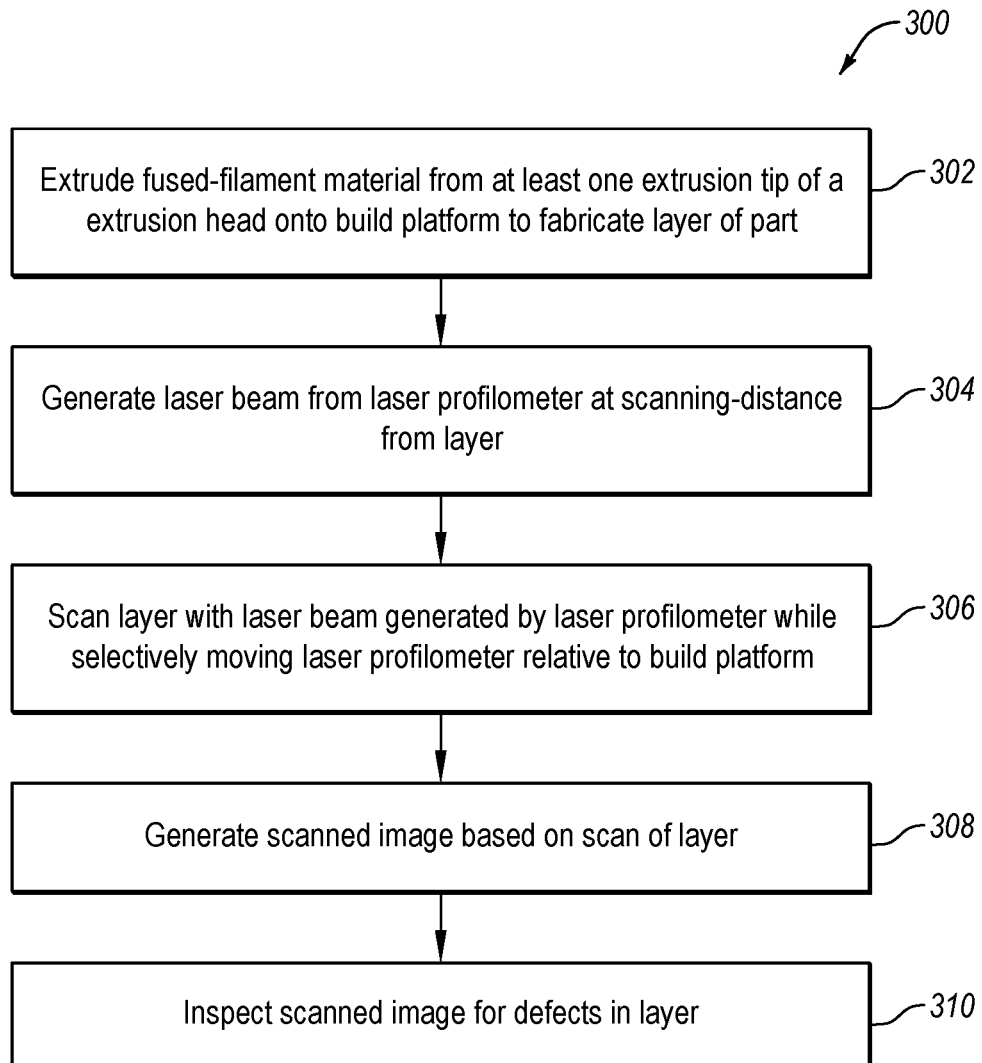 300
Extrude fused-filament material from at least one extrusion tip of a
extrusion head onto build platform to fabricate layer of part
302
Generate laser beam from laser profilometer at scanning-distance
from layer
304
Scan layer with laser beam generated by laser profilometer while
selectively moving laser profilometer relative to build platform
306
Generate scanned image based on scan of layer
308
Inspect scanned image for defects in layer
310